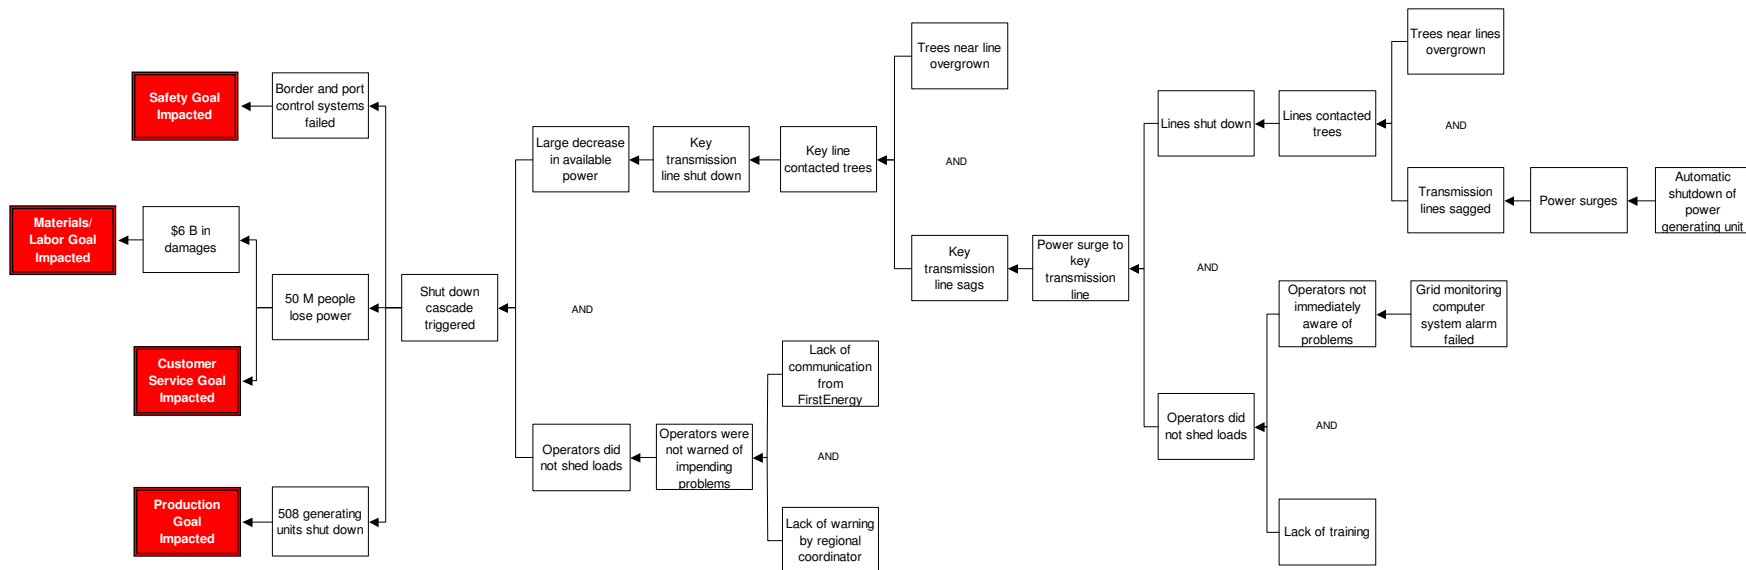 Safety Goal
Impacted
Border and port
control systems
failed
Materials/
Labor Goal
Impacted
$6 B in
damages
50 M people
lose power
Customer
Service Goal
Impacted
Production
Goal
Impacted
508 generating
units shut down
Shut down
cascade
triggered
Large decrease
in available
power
Key
transmission
line shut down
Key line
contacted trees
AND
Operators did
not shed loads
Operators were
not warned of
impending
problems
Lack of
communication
from
FirstEnergy
AND
Lack of warning
by regional
coordinator
Trees near line
overgrown
AND
Key
transmission
line sags
Power surge to
key
transmission
line
AND
Lines shut down
Lines contacted
trees
Trees near lines
overgrown
AND
Transmission
lines sagged
Power surges
Automatic
shutdown of
power
generating unit
Operators did
not shed loads
Operators not
immediately
aware of
problems
Grid monitoring
computer
system alarm
failed
AND
Lack of training